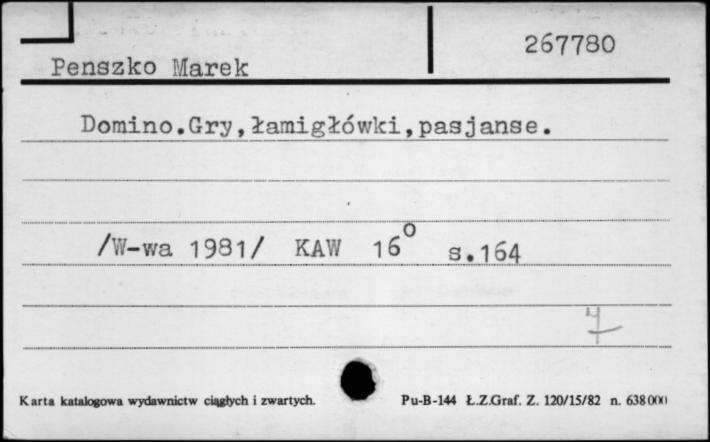 267780
Penszko Marek
Domino.Gry,łamigłówki,pasjanse.
/W-wa 1981/ KAW 16° s.164
Karta katalogowa wydawnictw ciągłych i zwartych. Pu-B-144 Ł.Z.Graf. Z. 120/15/82 n. 638000